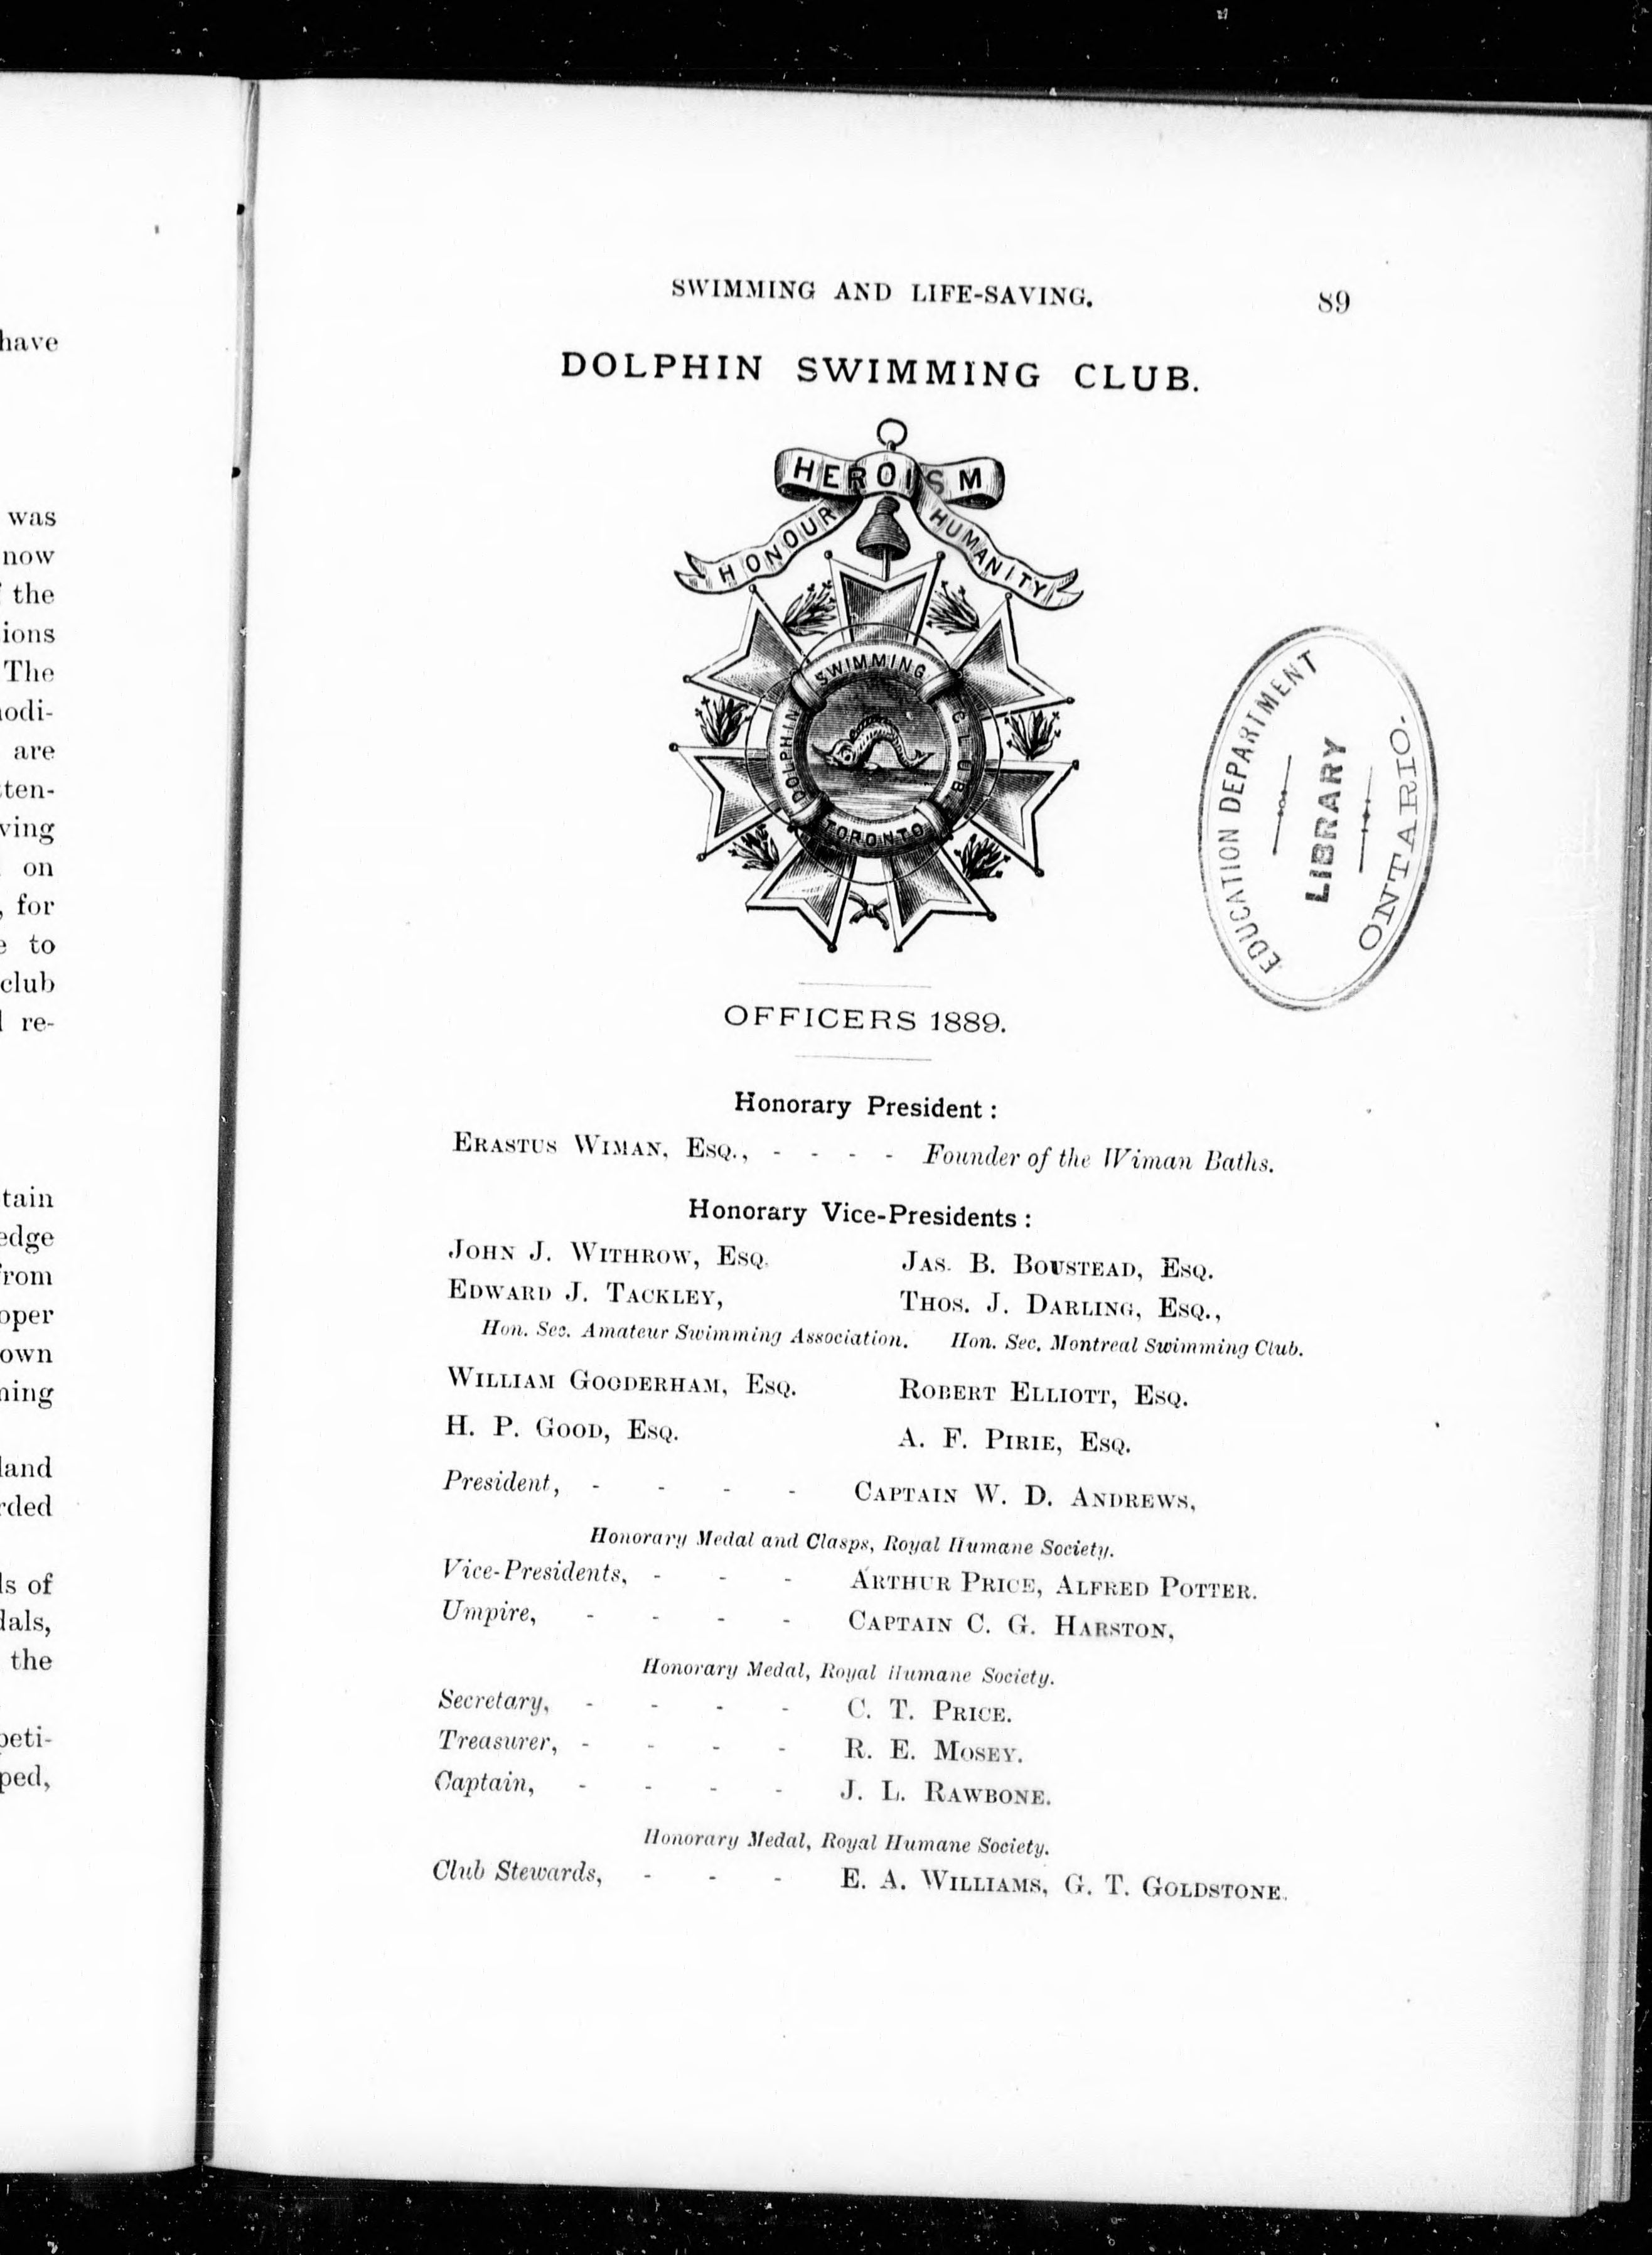 have
was
now
the
ions
The
odi-
are
ten-
ving
on
, for
to
club
re-
tain
edge
from
oper
own
ning
land
rded
ls of
dals,
the
peti-
ped,
SWIMMING AND LIFE-SAVING. 89
DOLPHIN SWIMMING CLUB.
HEROISM
HONOUR HUMANITY
SWIMMING
DOLPHIN CLUB
TORONTO
EDUCATION DEPARTMENT
LIBRARY
ONTARIO.
OFFICERS 1889.
Honorary President :
ERASTUS WIMAN, ESQ., - - - - Founder of the Wiman Baths.
Honorary Vice-Presidents :
JOHN J. WITHROW, ESQ. JAS. B. BOUSTEAD, ESQ.
EDWARD J. TACKLEY, THOS. J. DARLING, ESQ.,
Hon. Sec. Amateur Swimming Association. Hon. Sec. Montreal Swimming Club.
WILLIAM GOODERHAM, ESQ. ROBERT ELLIOTT, ESQ.
H. P. GOOD, ESQ. A. F. PIRIE, ESQ.
President, - - - - CAPTAIN W. D. ANDREWS,
Honorary Medal and Clasps, Royal Humane Society.
Vice-Presidents, - - - ARTHUR PRICE, ALFRED POTTER.
Umpire, - - - - CAPTAIN C. G. HARSTON,
Honorary Medal, Royal Humane Society.
Secretary, - - - - C. T. PRICE.
Treasurer, - - - - R. E. MOSEY.
Captain, - - - - J. L. RAWBONE.
Honorary Medal, Royal Humane Society.
Club Stewards, - - - E. A. WILLIAMS, G. T. GOLDSTONE.